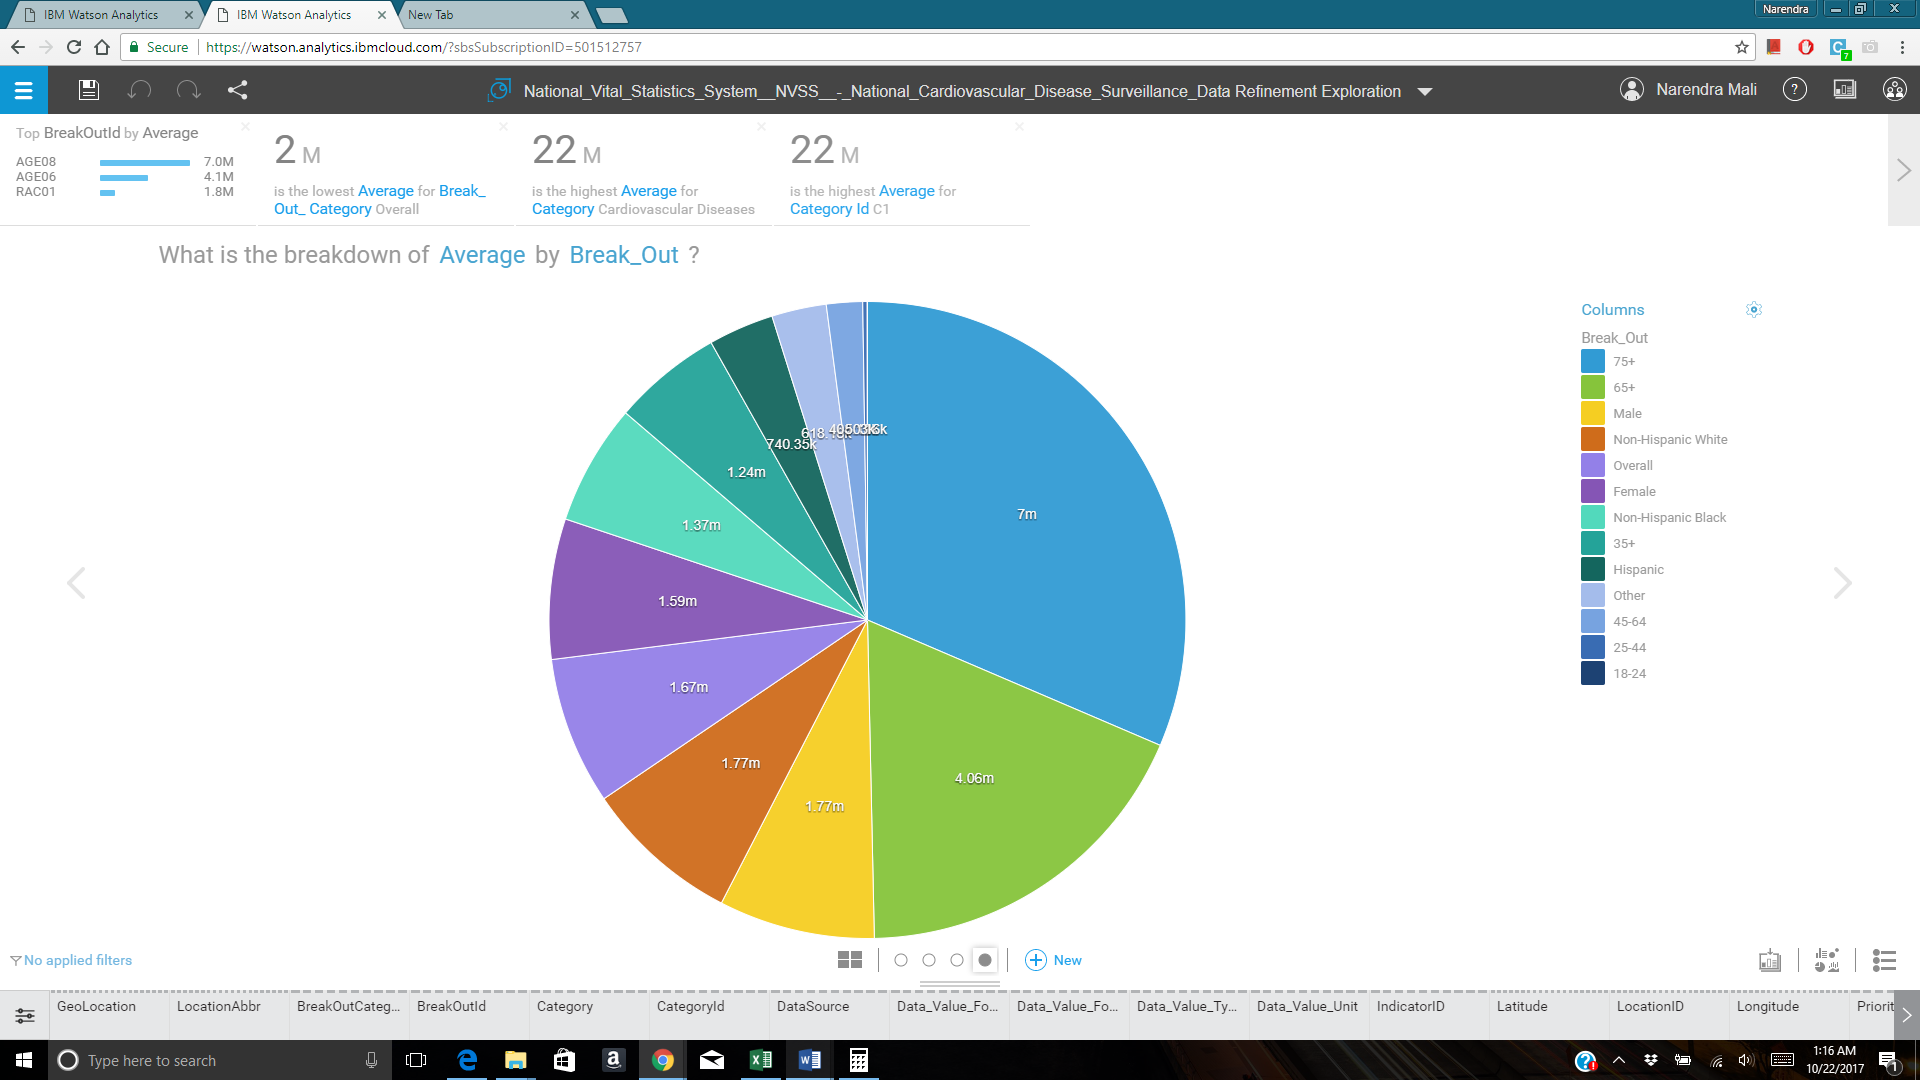 IBM Watson Analytics
IBM Watson Analytics
New Tab
Narendra
Secure
https://watson.analytics.ibmcloud.com/?sbsSubscriptionID=501512757
7
National_Vital_Statistics_System__NVSS__-_National_Cardiovascular_Disease_Surveillance_Data Refinement Exploration
Narendra Mali
?
Top BreakOutId by Average
AGE08 7.0M
AGE06 4.1M
RAC01 1.8M
2 M
is the lowest Average for Break_
Out_ Category Overall
22 M
is the highest Average for
Category Cardiovascular Diseases
22 M
is the highest Average for
Category Id C1
What is the breakdown of Average by Break_Out ?
7m
4.06m
1.77m
1.77m
1.67m
1.59m
1.37m
1.24m
740.35k
Columns
Break_Out
75+
65+
Male
Non-Hispanic White
Overall
Female
Non-Hispanic Black
35+
Hispanic
Other
45-64
25-44
18-24
No applied filters
New
GeoLocation
LocationAbbr
BreakOutCateg...
BreakOutId
Category
CategoryId
DataSource
Data_Value_Fo...
Data_Value_Fo...
Data_Value_Ty...
Data_Value_Unit
IndicatorID
Latitude
LocationID
Longitude
Priorit
Type here to search
1:16 AM
10/22/2017
1